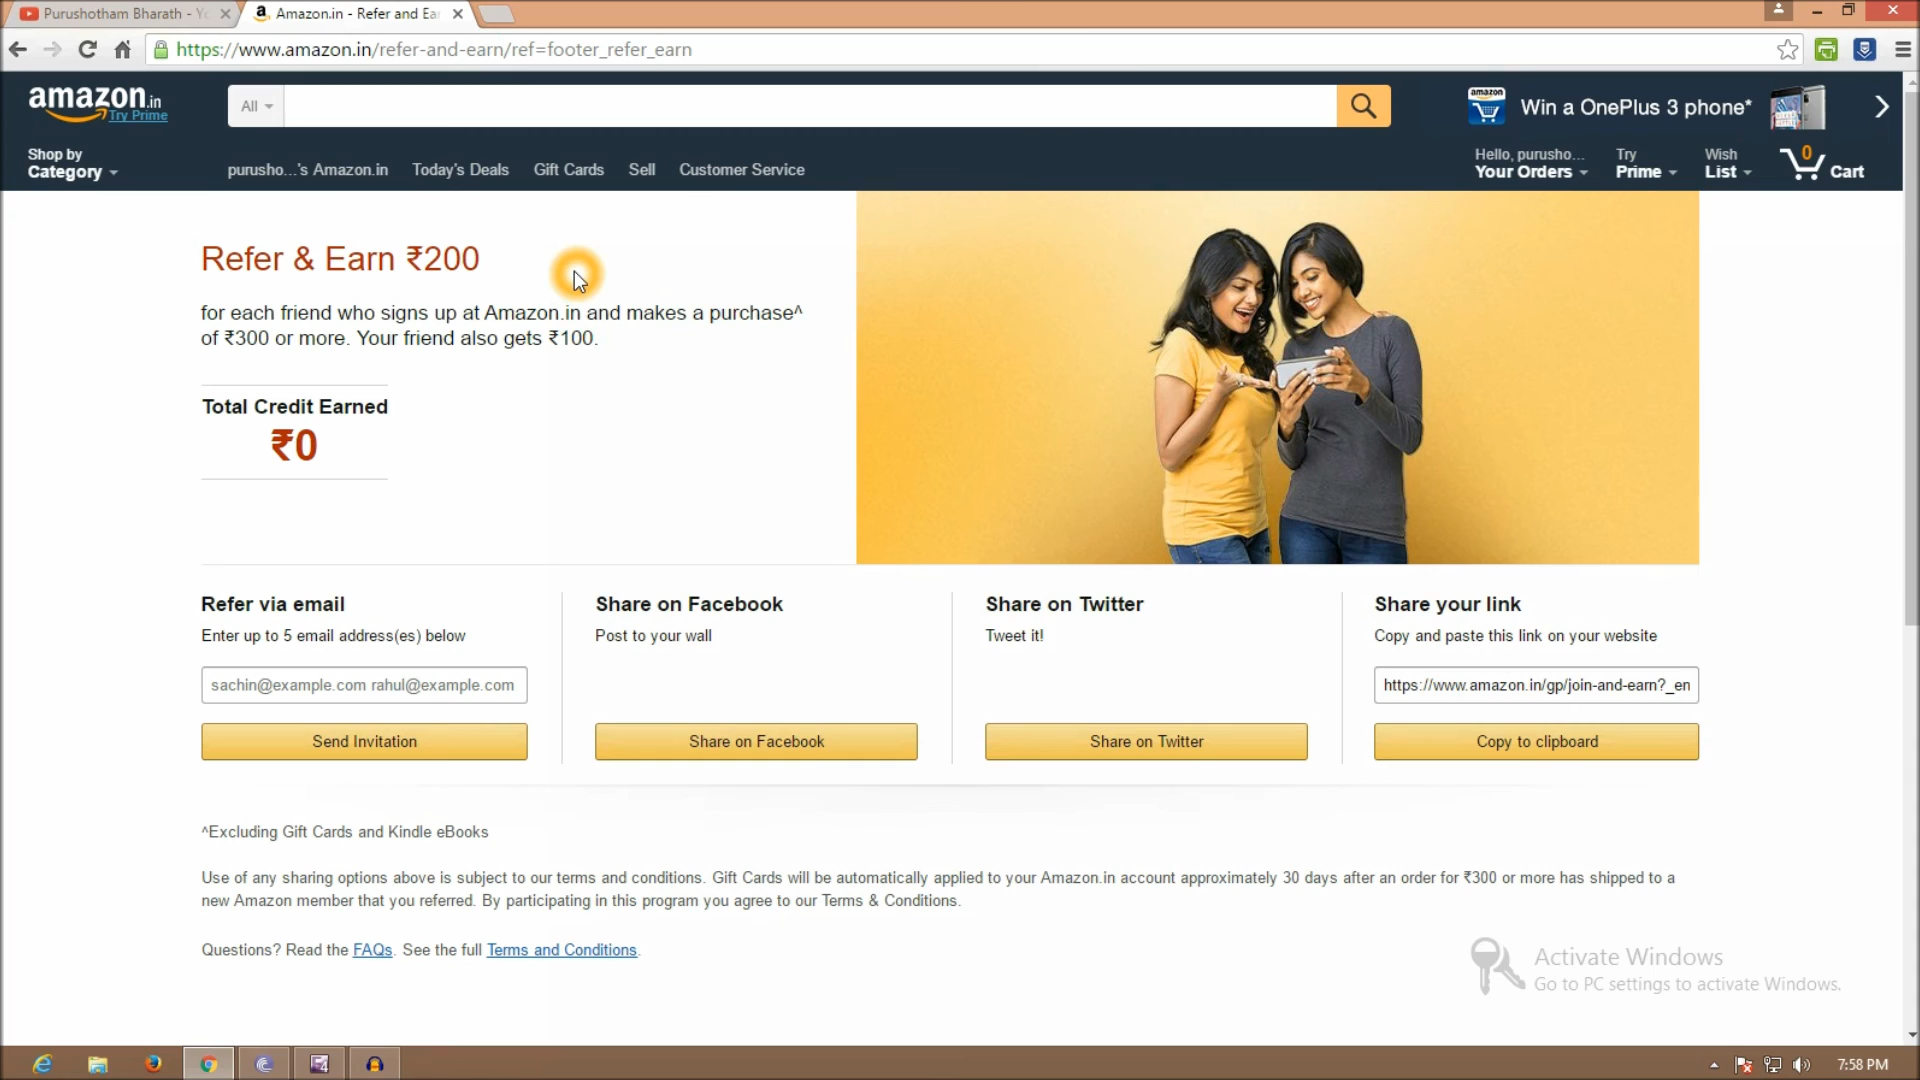 Purushotham Bharath - Yo
Amazon.in - Refer and Ear
https://www.amazon.in/refer-and-earn/ref=footer_refer_earn
amazon.in
Try Prime
All
amazon
Win a OnePlus 3 phone*
Shop by
Category
purusho...'s Amazon.in
Today's Deals
Gift Cards
Sell
Customer Service
Hello, purusho...
Your Orders
Try
Prime
Wish
List
0
Cart
Refer & Earn ₹200
for each friend who signs up at Amazon.in and makes a purchase^
of ₹300 or more. Your friend also gets ₹100.
Total Credit Earned
₹0
Refer via email
Enter up to 5 email address(es) below
sachin@example.com rahul@example.com
Send Invitation
Share on Facebook
Post to your wall
Share on Facebook
Share on Twitter
Tweet it!
Share on Twitter
Share your link
Copy and paste this link on your website
https://www.amazon.in/gp/join-and-earn?_en
Copy to clipboard
^Excluding Gift Cards and Kindle eBooks
Use of any sharing options above is subject to our terms and conditions. Gift Cards will be automatically applied to your Amazon.in account approximately 30 days after an order for ₹300 or more has shipped to a
new Amazon member that you referred. By participating in this program you agree to our Terms & Conditions.
Questions? Read the FAQs. See the full Terms and Conditions.
Activate Windows
Go to PC settings to activate Windows.
7:58 PM